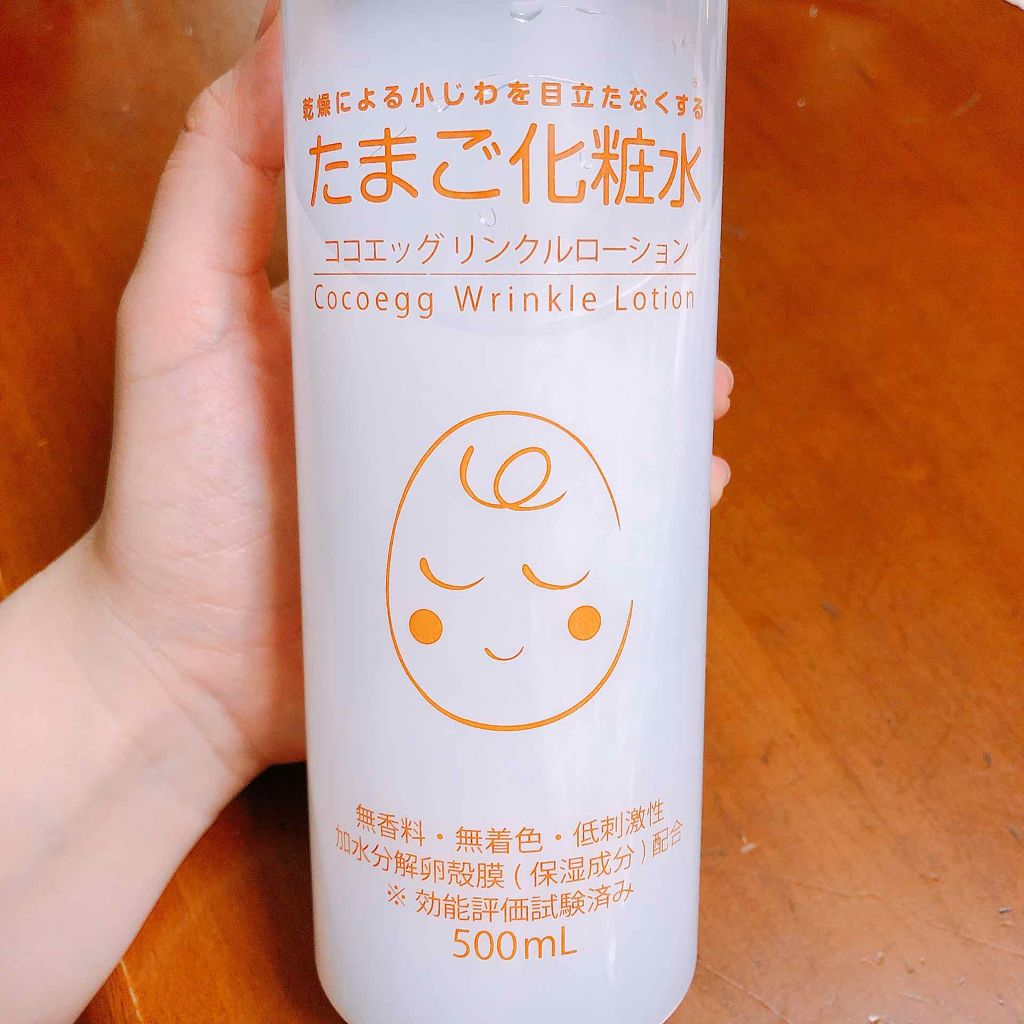 乾燥による小じわを目立たなくする※
たまご化粧水
ココエッグ リンクルローション
Cocoegg Wrinkle Lotion
無香料・無着色・低刺激性
加水分解卵殻膜(保湿成分)配合
※効能評価試験済み
500mL